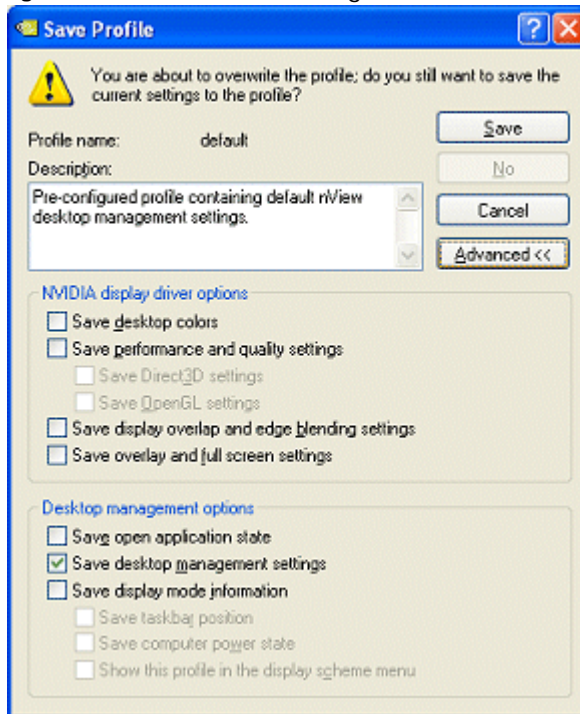 Save Profile
You are about to overwrite the profile; do you still want to save the
current settings to the profile?
Profile name: default
Save
Description:
No
Pre-configured profile containing default nView
desktop management settings.
Cancel
Advanced <<
NVIDIA display driver options
Save desktop colors
Save performance and quality settings
Save Direct3D settings
Save OpenGL settings
Save display overlap and edge blending settings
Save overlay and full screen settings
Desktop management options
Save open application state
Save desktop management settings
Save display mode information
Save taskbar position
Save computer power state
Show this profile in the display scheme menu